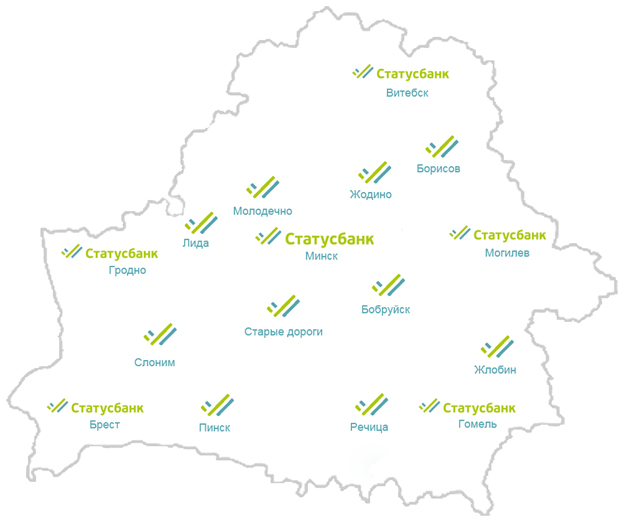 Статусбанк
Витебск
Борисов
Жодино
Молодечно
Лида
Статусбанк
Минск
Статусбанк
Могилев
Статусбанк
Гродно
Бобруйск
Старые дороги
Слоним
Жлобин
Статусбанк
Брест
Пинск
Речица
Статусбанк
Гомель